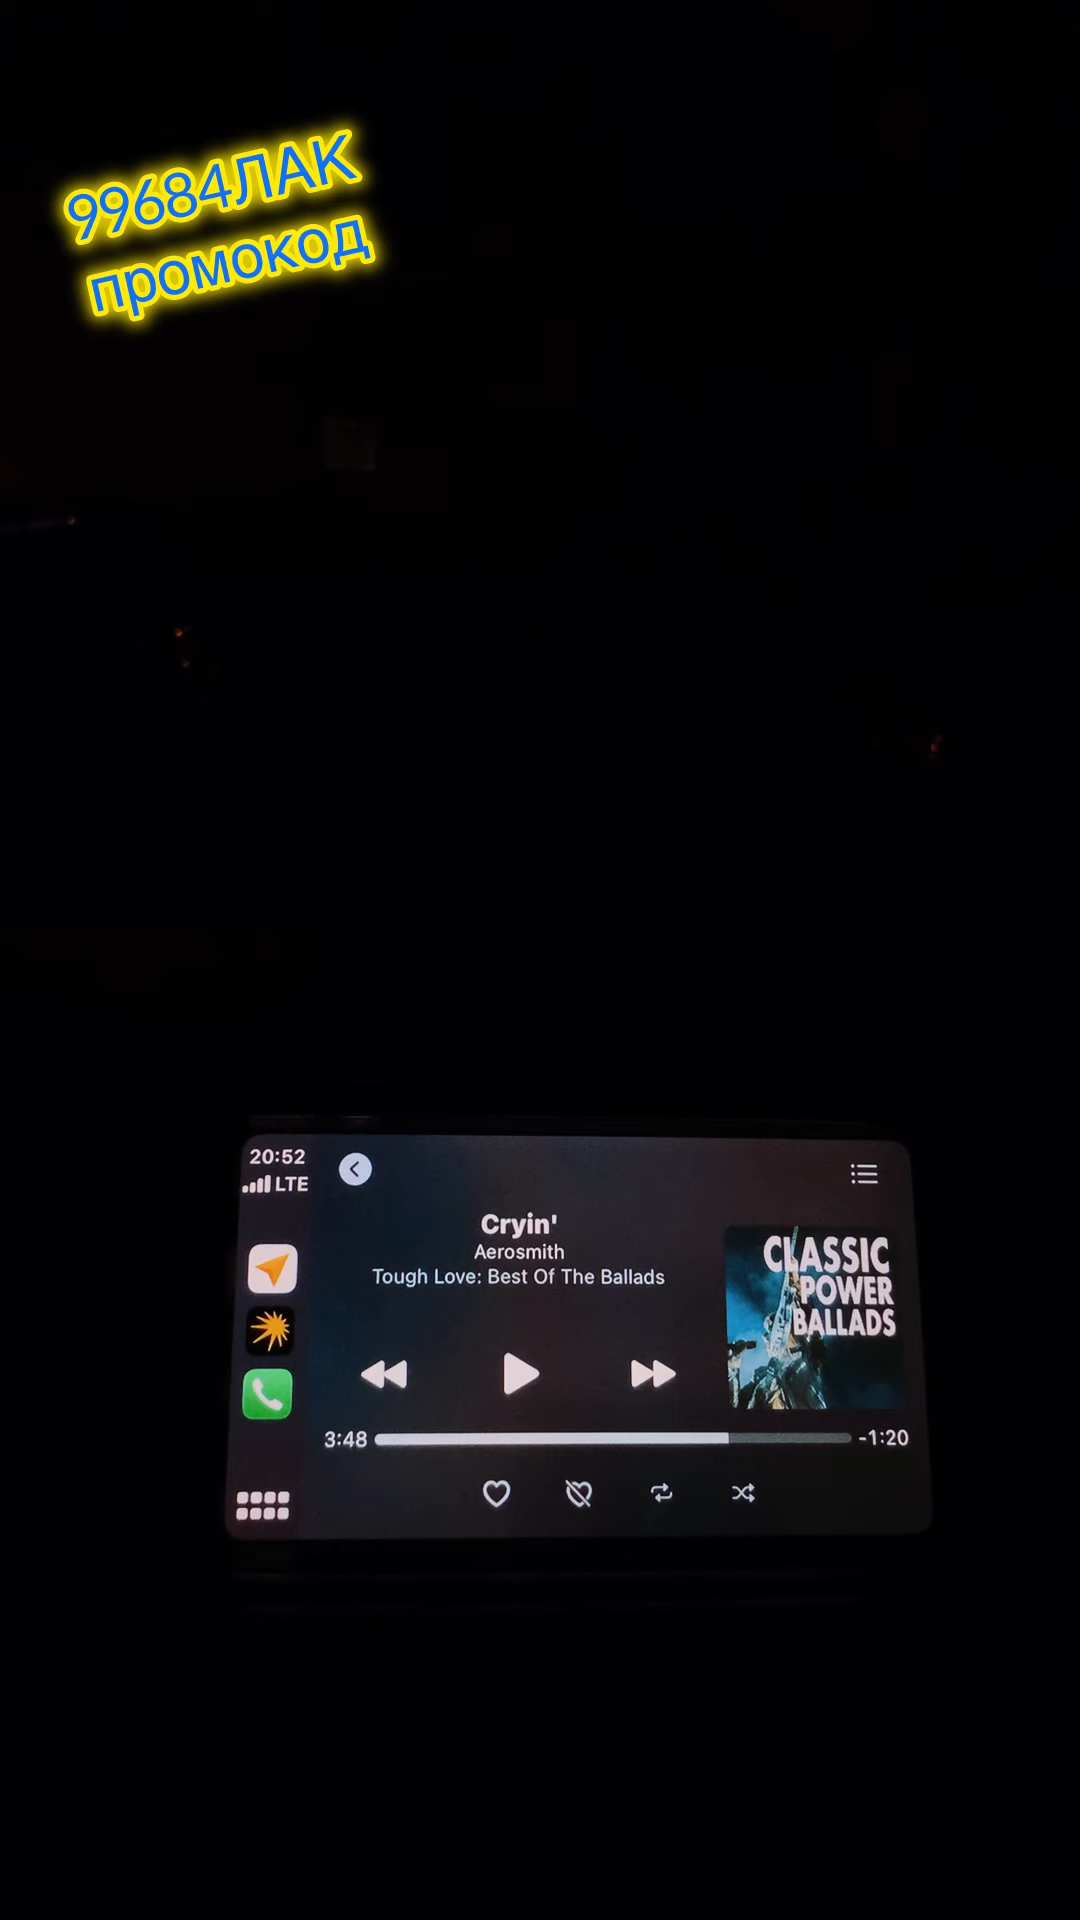 99684ЛАК
промокод
20:52
LTE
Cryin'
Aerosmith
Tough Love: Best Of The Ballads
CLASSIC
POWER
BALLADS
3:48
-1:20